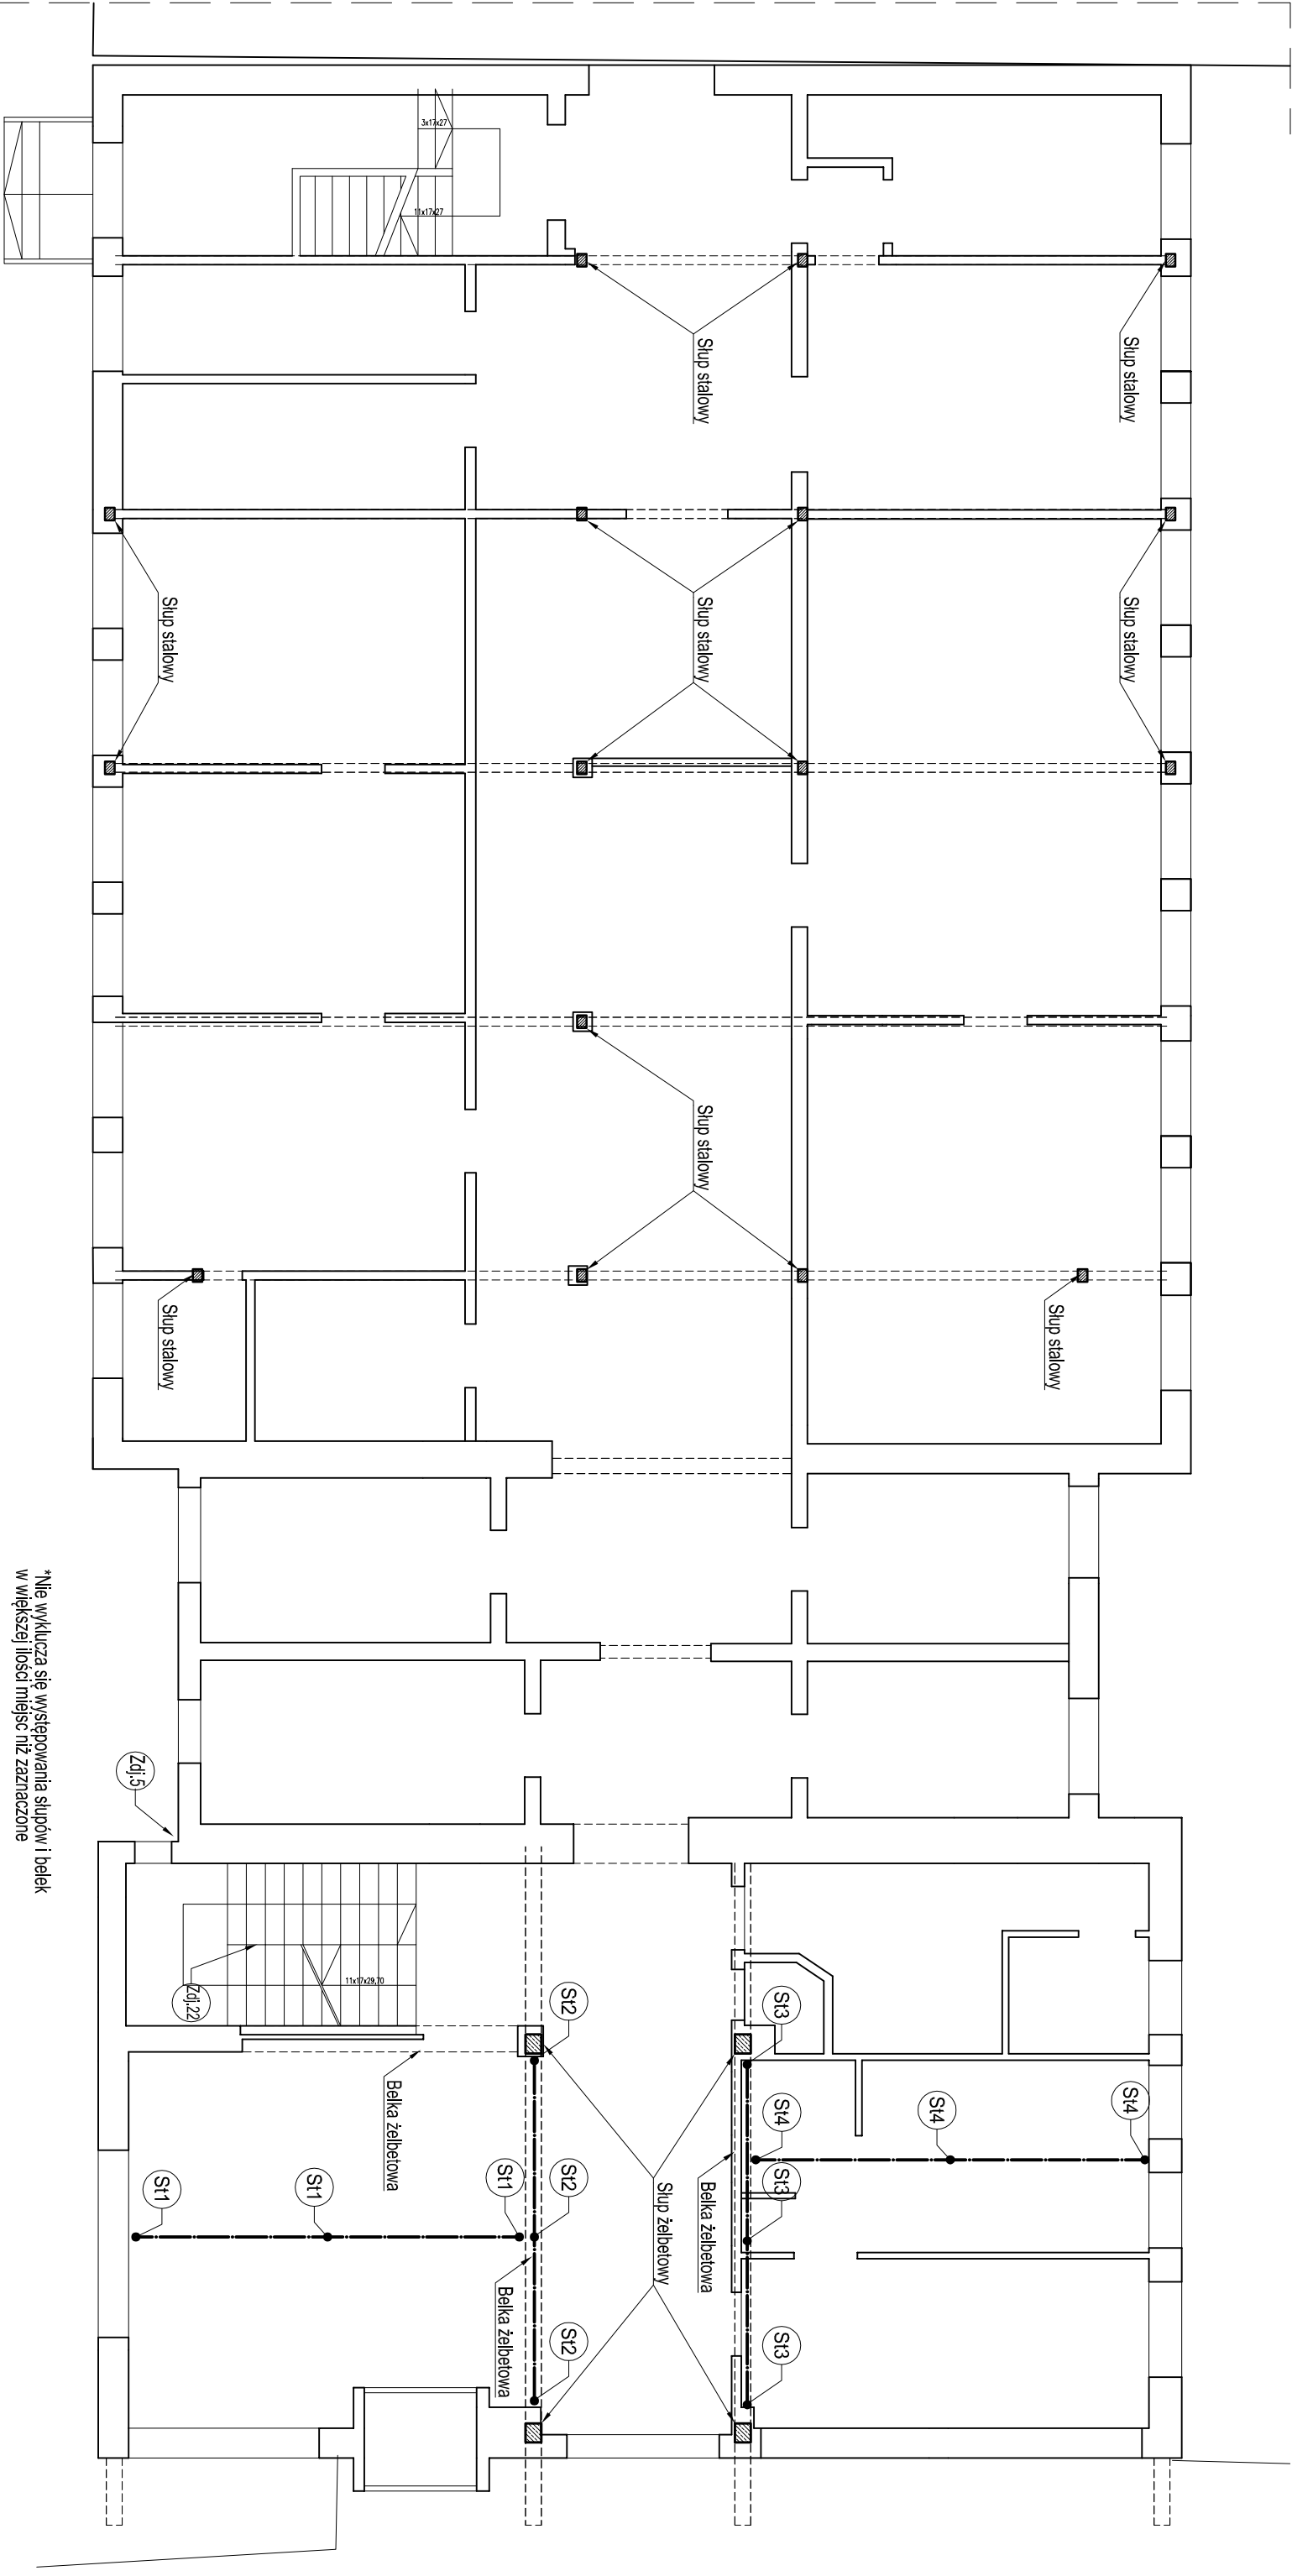 Słup stalowy
Słup stalowy
St4
Słup stalowy
St4
St3
St4
St3
St3
Słup stalowy
Słup stalowy
Słup stalowy
Belka żelbetowa
Słup żelbetowy
St2
St2
St2
St1
Belka żelbetowa
3x17x27
11x17x27
Belka żelbetowa
11x17x29,70
St1
Zdj.22
Słup stalowy
Słup stalowy
St1
Zdj.5
*Nie wyklucza się występowania słupów i belek
w większej ilości miejsc niż zaznaczone